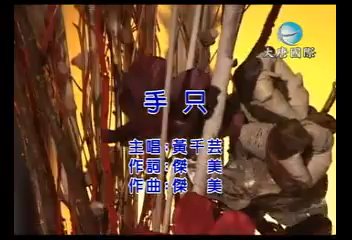 大唐國際
手只
主唱:黃千芸
作詞:傑 美
作曲:傑 美